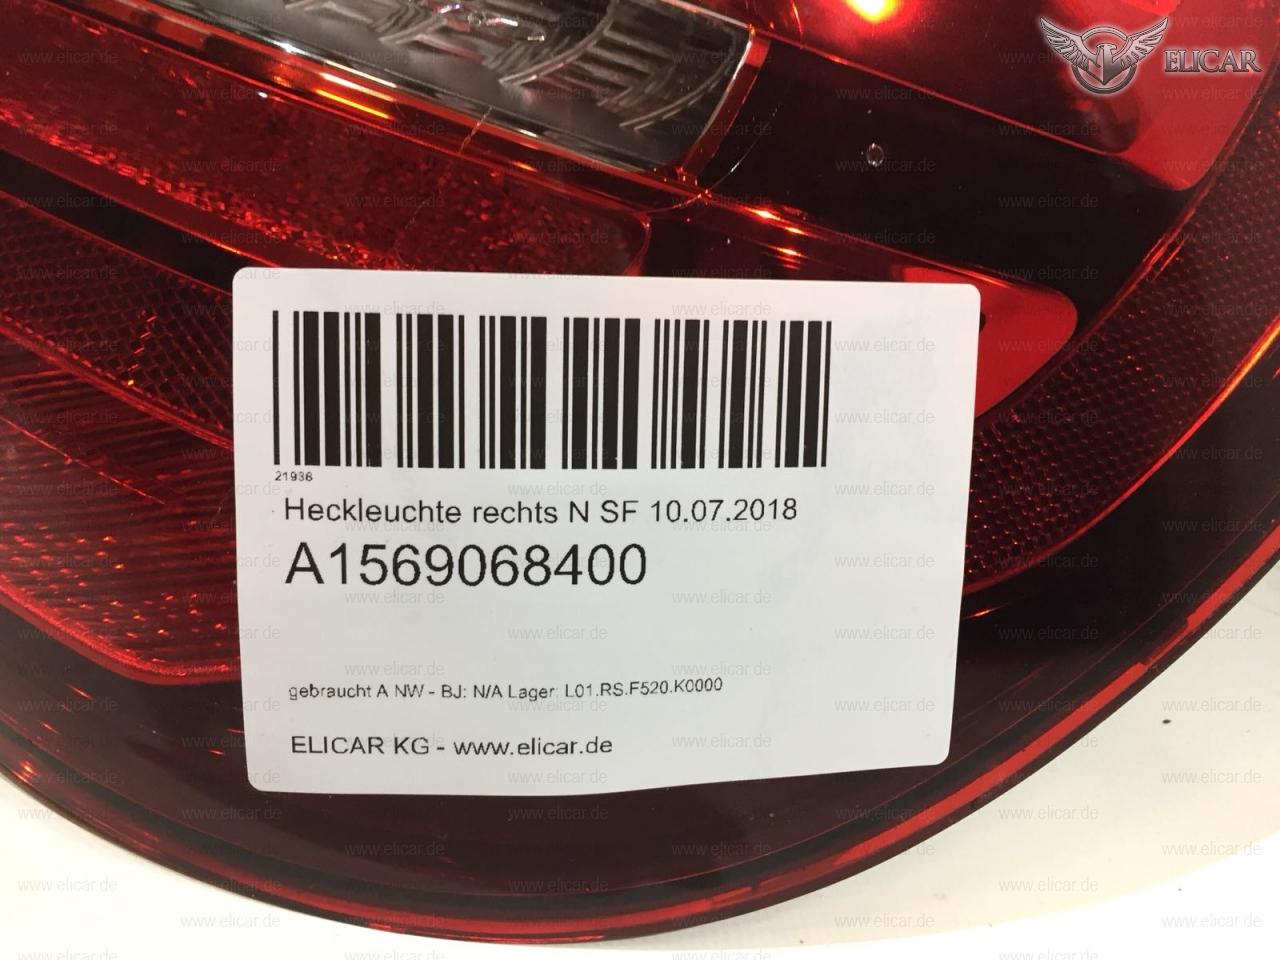 ELICAR
21936
Heckleuchte rechts N SF 10.07.2018
A1569068400
gebraucht A NW - BJ: N/A Lager: L01.RS.F520.K0000
ELICAR KG - www.elicar.de
www.elicar.de